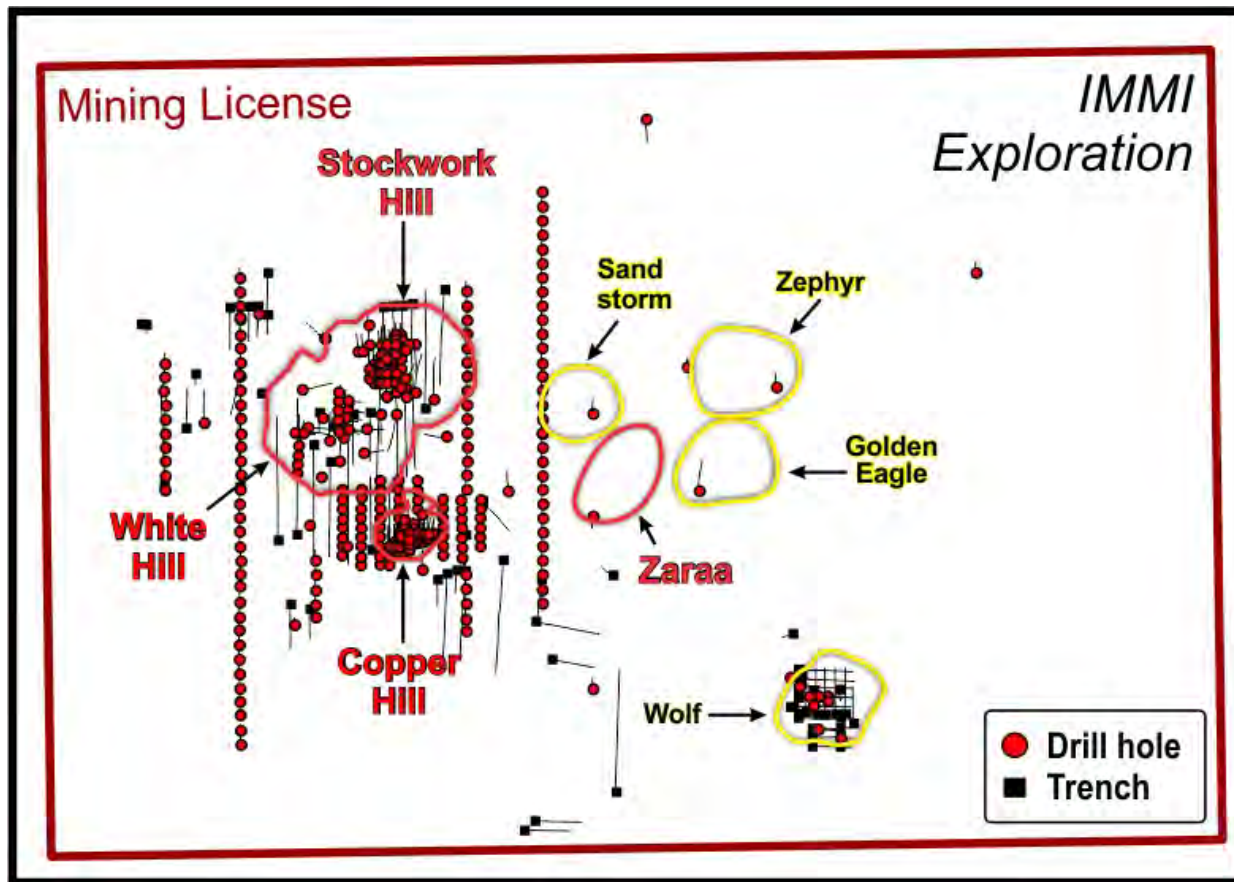 Mining License
IMMI
Exploration
Stockwork
Hill
Sand
storm
Zephyr
Golden
Eagle
White
Hill
Zaraa
Copper
Hill
Wolf
Drill hole
Trench